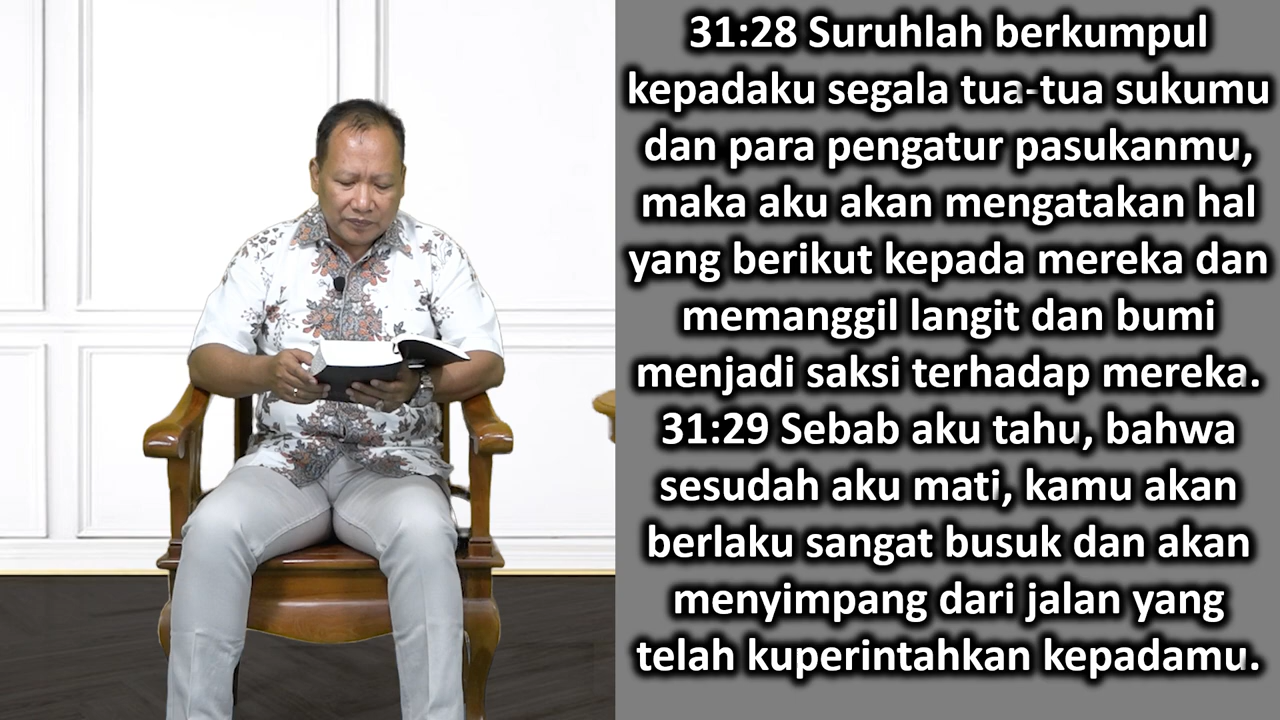 31:28 Suruhlah berkumpul
kepadaku segala tua-tua sukumu
dan para pengatur pasukanmu,
maka aku akan mengatakan hal
yang berikut kepada mereka dan
memanggil langit dan bumi
menjadi saksi terhadap mereka.
31:29 Sebab aku tahu, bahwa
sesudah aku mati, kamu akan
berlaku sangat busuk dan akan
menyimpang dari jalan yang
telah kuperintahkan kepadamu.